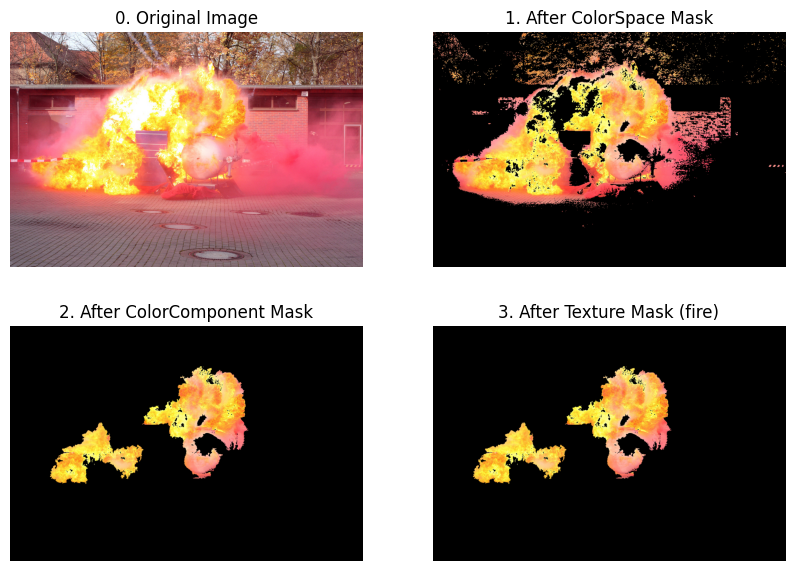 0. Original Image
1. After ColorSpace Mask
2. After ColorComponent Mask
3. After Texture Mask (fire)